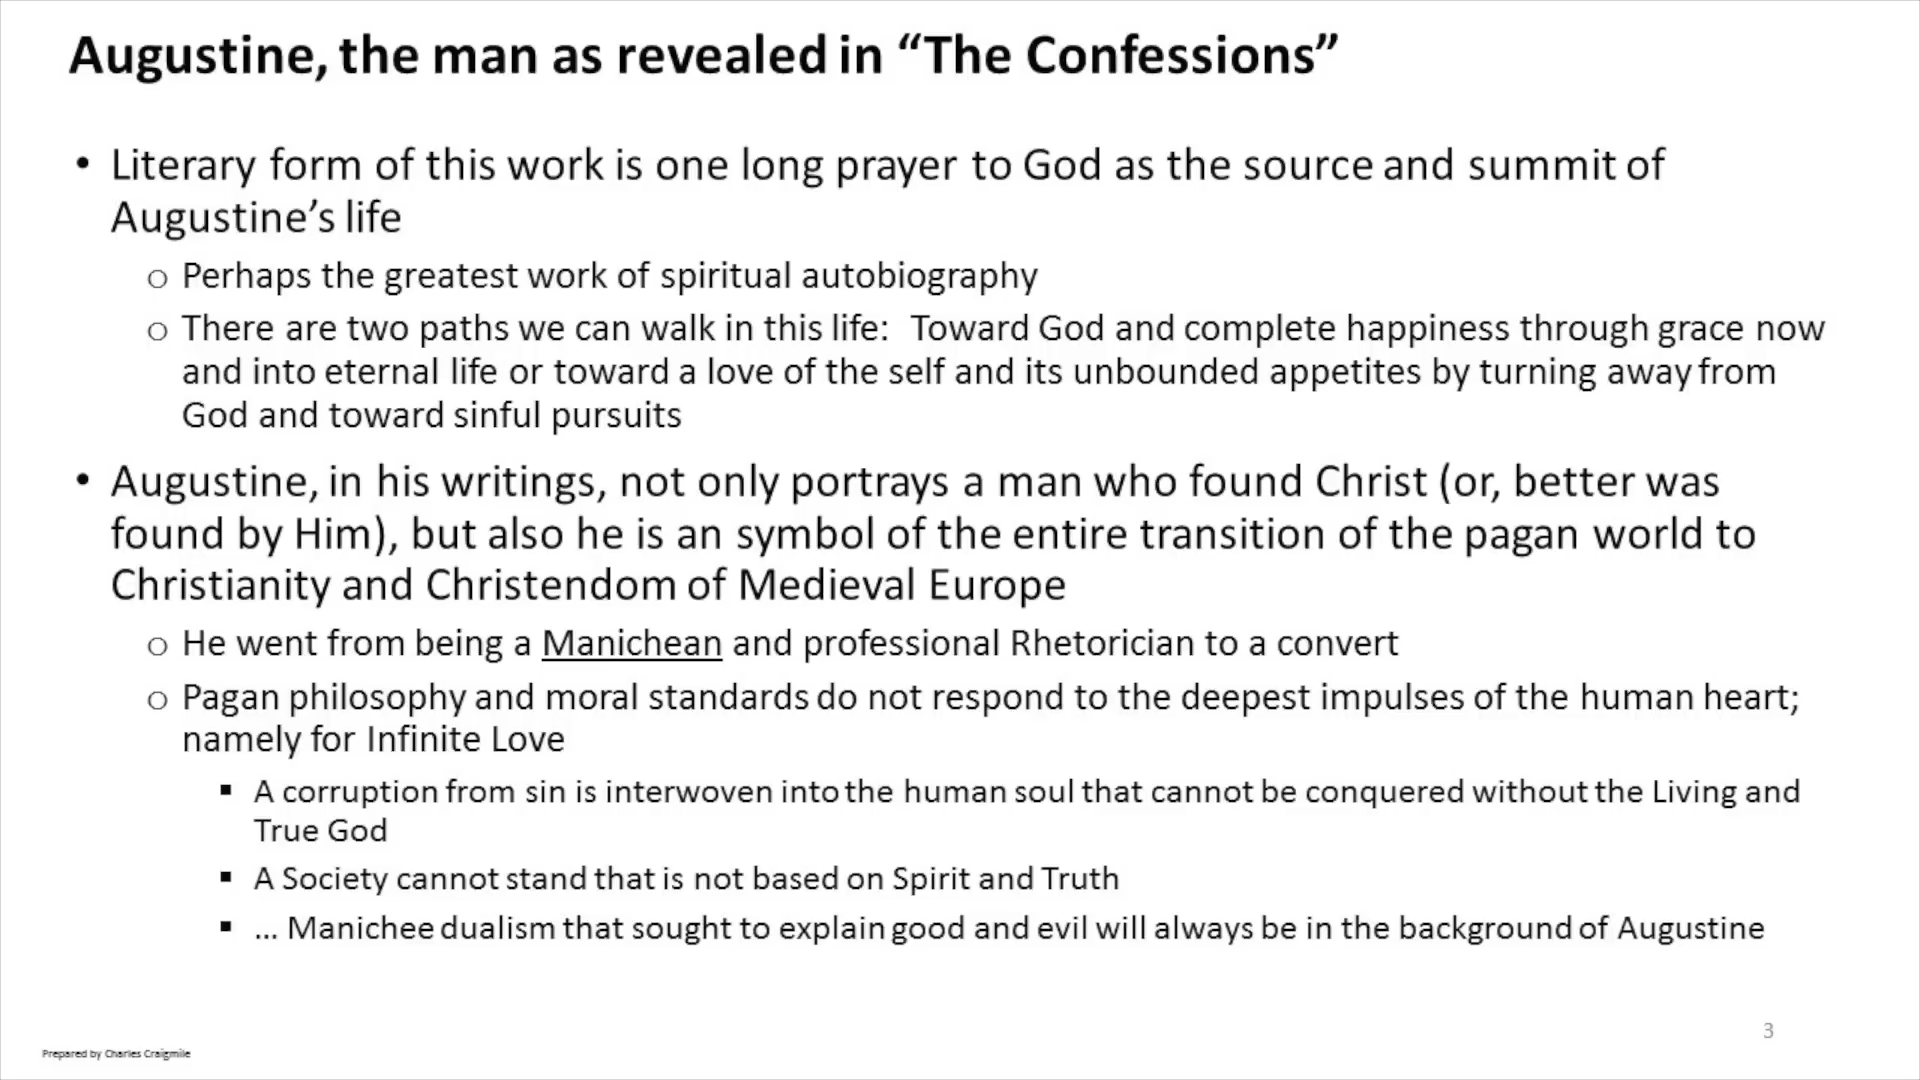 Augustine, the man as revealed in “The Confessions”
• Literary form of this work is one long prayer to God as the source and summit of
Augustine’s life
o Perhaps the greatest work of spiritual autobiography
o There are two paths we can walk in this life:  Toward God and complete happiness through grace now
and into eternal life or toward a love of the self and its unbounded appetites by turning away from
God and toward sinful pursuits
• Augustine, in his writings, not only portrays a man who found Christ (or, better was
found by Him), but also he is an symbol of the entire transition of the pagan world to
Christianity and Christendom of Medieval Europe
o He went from being a Manichean and professional Rhetorician to a convert
o Pagan philosophy and moral standards do not respond to the deepest impulses of the human heart;
namely for Infinite Love
▪ A corruption from sin is interwoven into the human soul that cannot be conquered without the Living and
True God
▪ A Society cannot stand that is not based on Spirit and Truth
▪ … Manichee dualism that sought to explain good and evil will always be in the background of Augustine
3
Prepared by Charles Craigmile